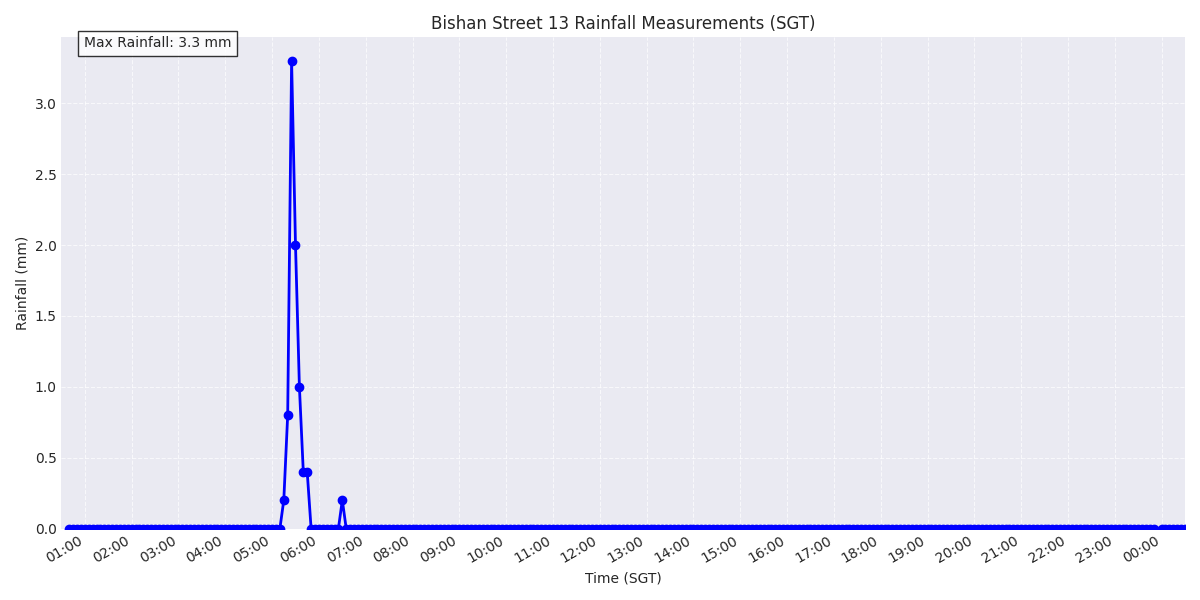 Bishan Street 13 Rainfall Measurements (SGT)
Max Rainfall: 3.3 mm
Rainfall (mm)
3.0
2.5
2.0
1.5
1.0
0.5
0.0
01:00 02:00 03:00 04:00 05:00 06:00 07:00 08:00 09:00 10:00 11:00 12:00 13:00 14:00 15:00 16:00 17:00 18:00 19:00 20:00 21:00 22:00 23:00 00:00
Time (SGT)